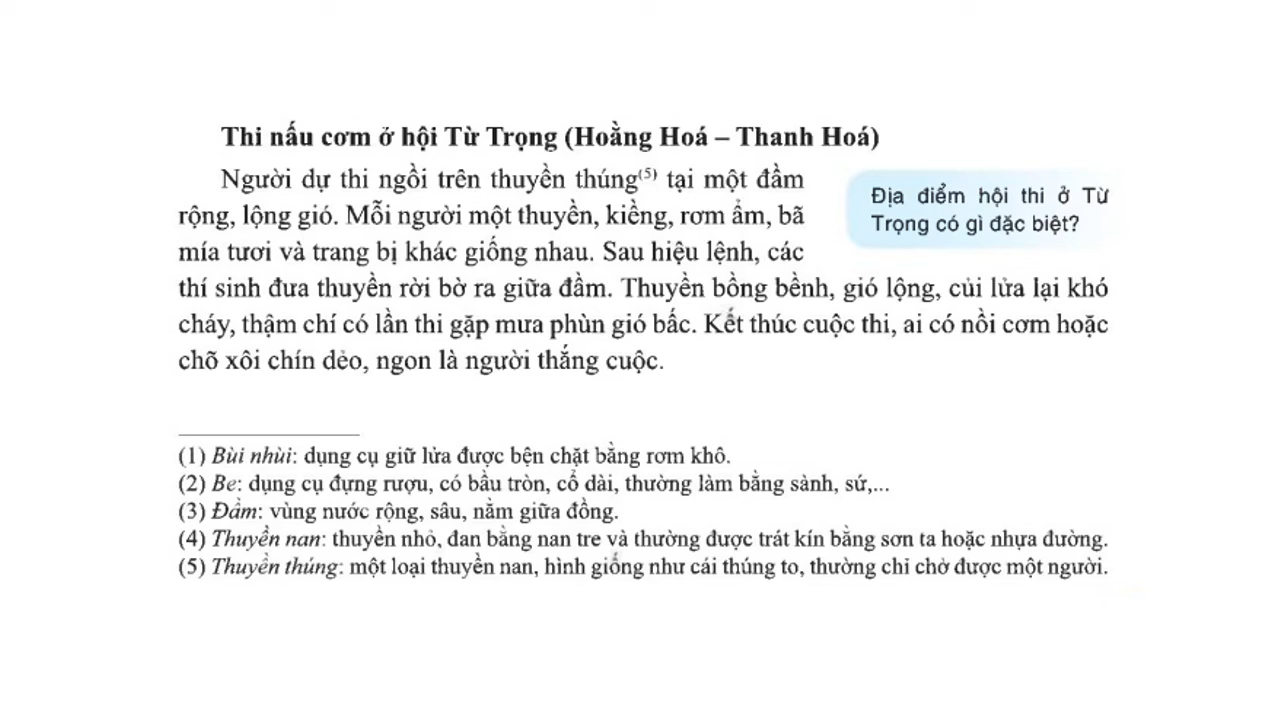 Thi nấu cơm ở hội Từ Trọng (Hoằng Hoá – Thanh Hoá)
Người dự thi ngồi trên thuyền thúng(5) tại một đầm
rộng, lộng gió. Mỗi người một thuyền, kiềng, rơm ẩm, bã
mía tươi và trang bị khác giống nhau. Sau hiệu lệnh, các
thí sinh đưa thuyền rời bờ ra giữa đầm. Thuyền bồng bềnh, gió lộng, củi lửa lại khó
cháy, thậm chí có lần thi gặp mưa phùn gió bấc. Kết thúc cuộc thi, ai có nồi cơm hoặc
chõ xôi chín dẻo, ngon là người thắng cuộc.
Địa điểm hội thi ở Từ
Trọng có gì đặc biệt?
(1) Bùi nhùi: dụng cụ giữ lửa được bện chặt bằng rơm khô.
(2) Be: dụng cụ đựng rượu, có bầu tròn, cổ dài, thường làm bằng sành, sứ,...
(3) Đầm: vùng nước rộng, sâu, nằm giữa đồng.
(4) Thuyền nan: thuyền nhỏ, đan bằng nan tre và thường được trát kín bằng sơn ta hoặc nhựa đường.
(5) Thuyền thúng: một loại thuyền nan, hình giống như cái thúng to, thường chỉ chở được một người.